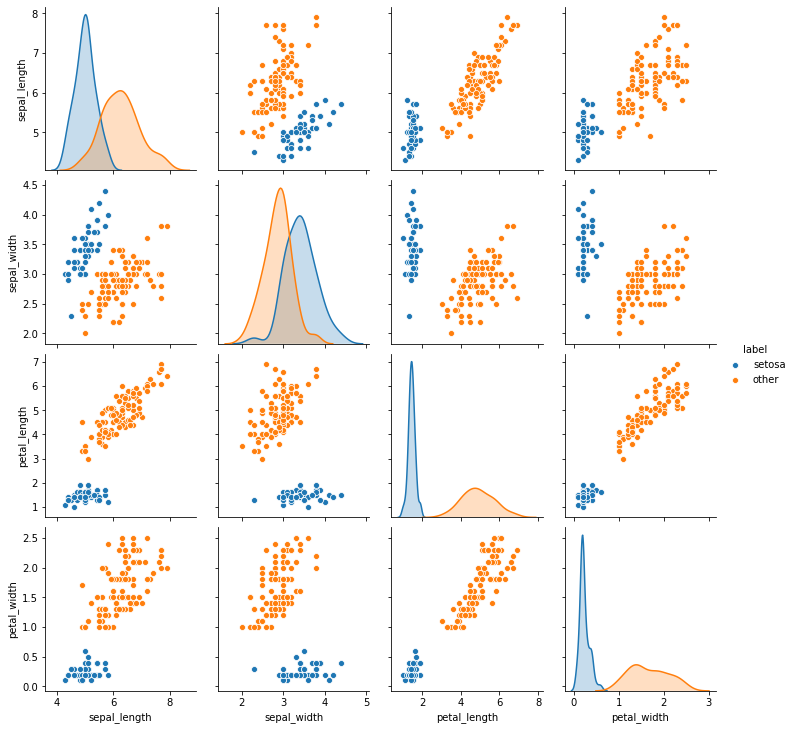 sepal_length
8
7
6
5
sepal_width
4.5
4.0
3.5
3.0
2.5
2.0
petal_length
7
6
5
4
3
2
1
petal_width
2.5
2.0
1.5
1.0
0.5
0.0
4 6 8
sepal_length
2 3 4 5
sepal_width
2 4 6 8
petal_length
0 1 2 3
petal_width
label
setosa
other